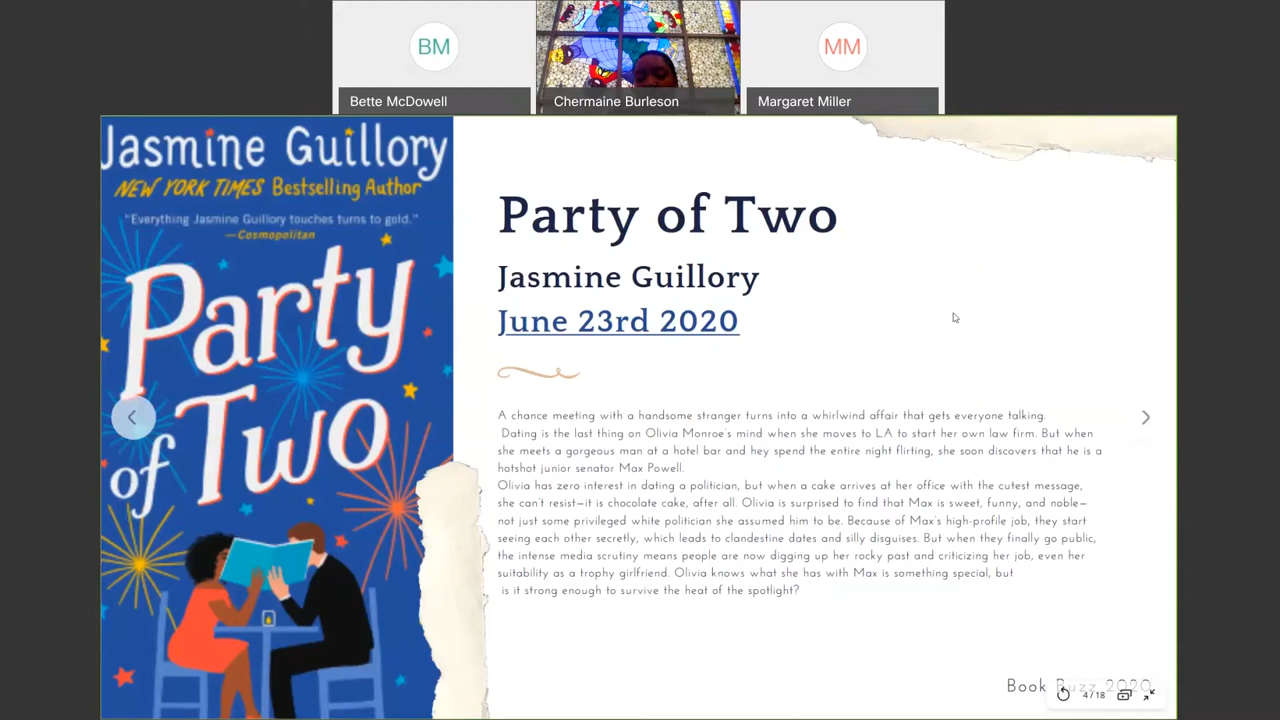 BM
Bette McDowell
Chermaine Burleson
MM
Margaret Miller
Jasmine Guillory
NEW YORK TIMES Bestselling Author
"Everything Jasmine Guillory touches turns to gold."
—Cosmopolitan
Party
of Two
Party of Two
Jasmine Guillory
June 23rd 2020
A chance meeting with a handsome stranger turns into a whirlwind affair that gets everyone talking.
Dating is the last thing on Olivia Monroe's mind when she moves to LA to start her own law firm. But when
she meets a gorgeous man at a hotel bar and hey spend the entire night flirting, she soon discovers that he is a
hotshot junior senator Max Powell.
Olivia has zero interest in dating a politician, but when a cake arrives at her office with the cutest message,
she can't resist—it is chocolate cake, after all. Olivia is surprised to find that Max is sweet, funny, and noble—
not just some privileged white politician she assumed him to be. Because of Max's high-profile job, they start
seeing each other secretly, which leads to clandestine dates and silly disguises. But when they finally go public,
the intense media scrutiny means people are now digging up her rocky past and criticizing her job, even her
suitability as a trophy girlfriend. Olivia knows what she has with Max is something special, but
is it strong enough to survive the heat of the spotlight?
Book Buzz 2020
4/18